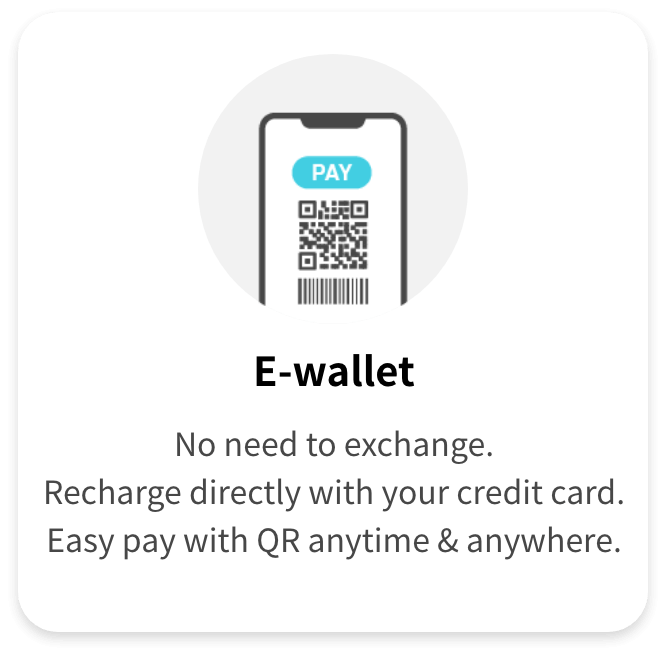 PAY
E-wallet
No need to exchange.
Recharge directly with your credit card.
Easy pay with QR anytime & anywhere.